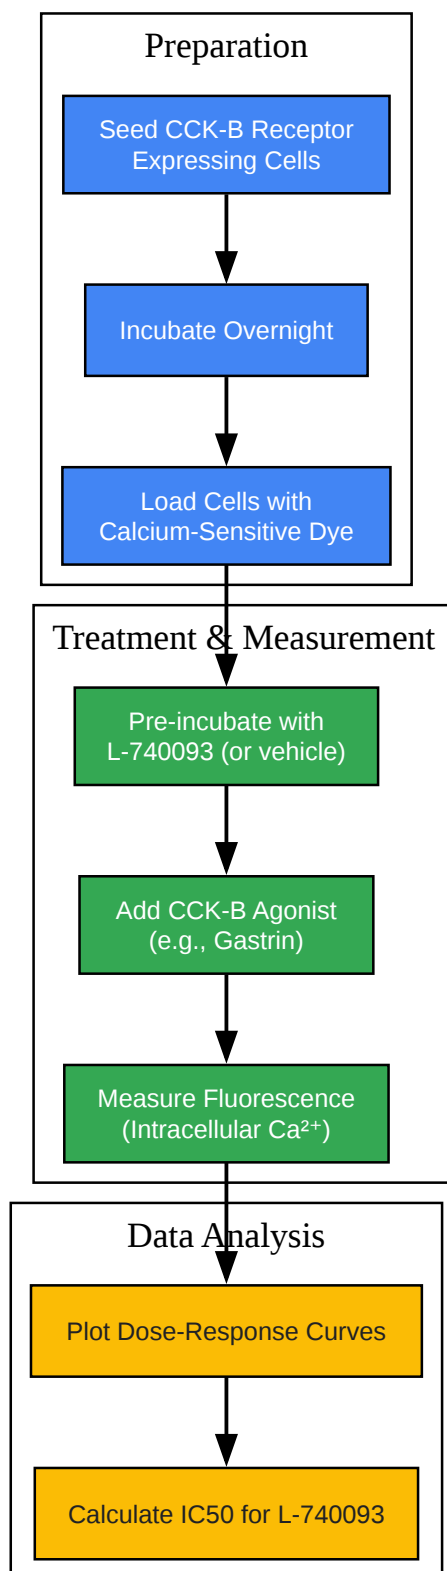 Preparation
Seed CCK-B Receptor
Expressing Cells
Incubate Overnight
Load Cells with
Calcium-Sensitive Dye
Treatment & Measurement
Pre-incubate with
L-740093 (or vehicle)
Add CCK-B Agonist
(e.g., Gastrin)
Measure Fluorescence
(Intracellular Ca²⁺)
Data Analysis
Plot Dose-Response Curves
Calculate IC50 for L-740093